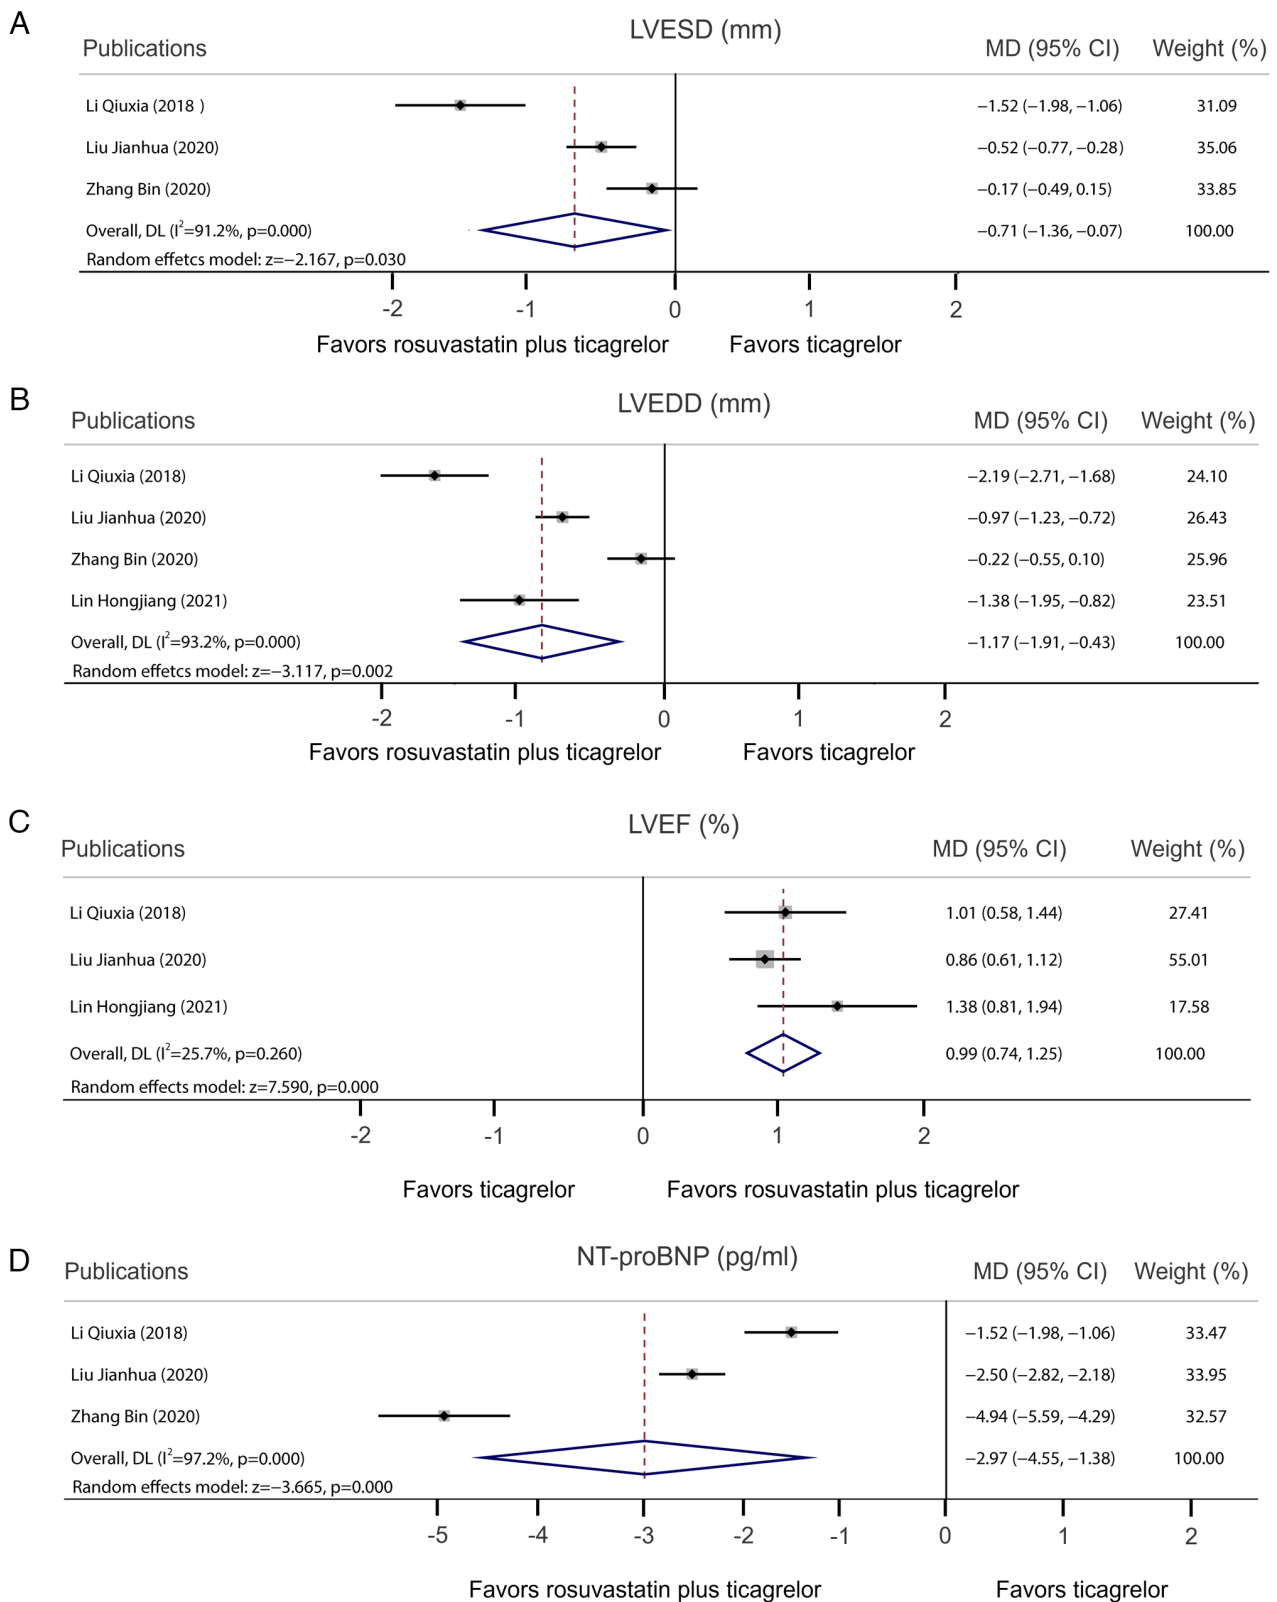 A
LVESD (mm)
Publications MD (95% CI) Weight (%)
Li Qiuxia (2018 ) −1.52 (−1.98, −1.06) 31.09
Liu Jianhua (2020) −0.52 (−0.77, −0.28) 35.06
Zhang Bin (2020) −0.17 (−0.49, 0.15) 33.85
Overall, DL (I²=91.2%, p=0.000) −0.71 (−1.36, −0.07) 100.00
Random effetcs model: z=−2.167, p=0.030
-2 -1 0 1 2
Favors rosuvastatin plus ticagrelor Favors ticagrelor
B
LVEDD (mm)
Publications MD (95% CI) Weight (%)
Li Qiuxia (2018) −2.19 (−2.71, −1.68) 24.10
Liu Jianhua (2020) −0.97 (−1.23, −0.72) 26.43
Zhang Bin (2020) −0.22 (−0.55, 0.10) 25.96
Lin Hongjiang (2021) −1.38 (−1.95, −0.82) 23.51
Overall, DL (I²=93.2%, p=0.000) −1.17 (−1.91, −0.43) 100.00
Random effetcs model: z=−3.117, p=0.002
-2 -1 0 1 2
Favors rosuvastatin plus ticagrelor Favors ticagrelor
C
LVEF (%)
Publications MD (95% CI) Weight (%)
Li Qiuxia (2018) 1.01 (0.58, 1.44) 27.41
Liu Jianhua (2020) 0.86 (0.61, 1.12) 55.01
Lin Hongjiang (2021) 1.38 (0.81, 1.94) 17.58
Overall, DL (I²=25.7%, p=0.260) 0.99 (0.74, 1.25) 100.00
Random effects model: z=7.590, p=0.000
-2 -1 0 1 2
Favors ticagrelor Favors rosuvastatin plus ticagrelor
D
NT-proBNP (pg/ml)
Publications MD (95% CI) Weight (%)
Li Qiuxia (2018) −1.52 (−1.98, −1.06) 33.47
Liu Jianhua (2020) −2.50 (−2.82, −2.18) 33.95
Zhang Bin (2020) −4.94 (−5.59, −4.29) 32.57
Overall, DL (I²=97.2%, p=0.000) −2.97 (−4.55, −1.38) 100.00
Random effects model: z=−3.665, p=0.000
-5 -4 -3 -2 -1 0 1 2
Favors rosuvastatin plus ticagrelor Favors ticagrelor